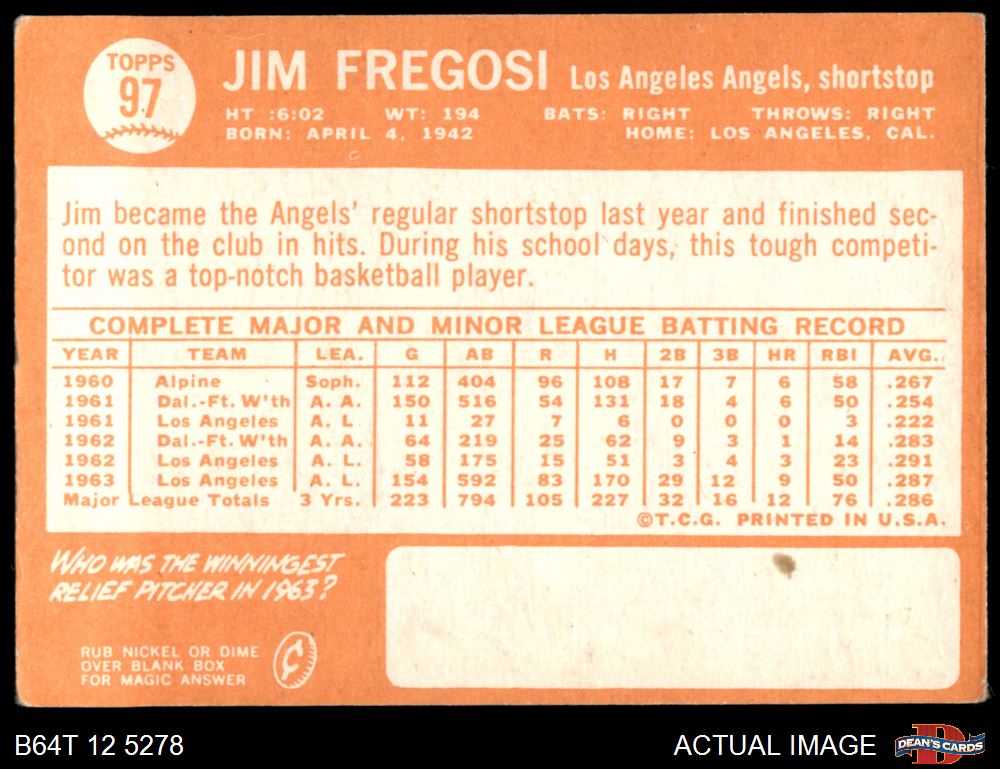 TOPPS
97
JIM FREGOSI Los Angeles Angels, shortstop
HT :6:02 WT: 194 BATS: RIGHT THROWS: RIGHT
BORN: APRIL 4, 1942 HOME: LOS ANGELES, CAL.
Jim became the Angels' regular shortstop last year and finished sec-
ond on the club in hits. During his school days, this tough competi-
tor was a top-notch basketball player.
COMPLETE MAJOR AND MINOR LEAGUE BATTING RECORD
YEAR TEAM LEA. G AB R H 2B 3B HR RBI AVG.
1960 Alpine Soph. 112 404 96 108 17 7 6 58 .267
1961 Dal.-Ft. W'th A. A. 150 516 54 131 18 4 6 50 .254
1961 Los Angeles A. L 11 27 7 6 0 0 0 3 .222
1962 Dal.-Ft. W'th A. A. 64 219 25 62 9 3 1 14 .283
1962 Los Angeles A. L. 58 175 15 51 3 4 3 23 .291
1963 Los Angeles A. L. 154 592 83 170 29 12 9 50 .287
Major League Totals 3 Yrs. 223 794 105 227 32 16 12 76 .286
©T.C.G. PRINTED IN U.S.A.
WHO WAS THE WINNINGEST
RELIEF PITCHER IN 1963?
RUB NICKEL OR DIME
OVER BLANK BOX
FOR MAGIC ANSWER
¢
B64T 12 5278 ACTUAL IMAGE DEAN'S CARDS